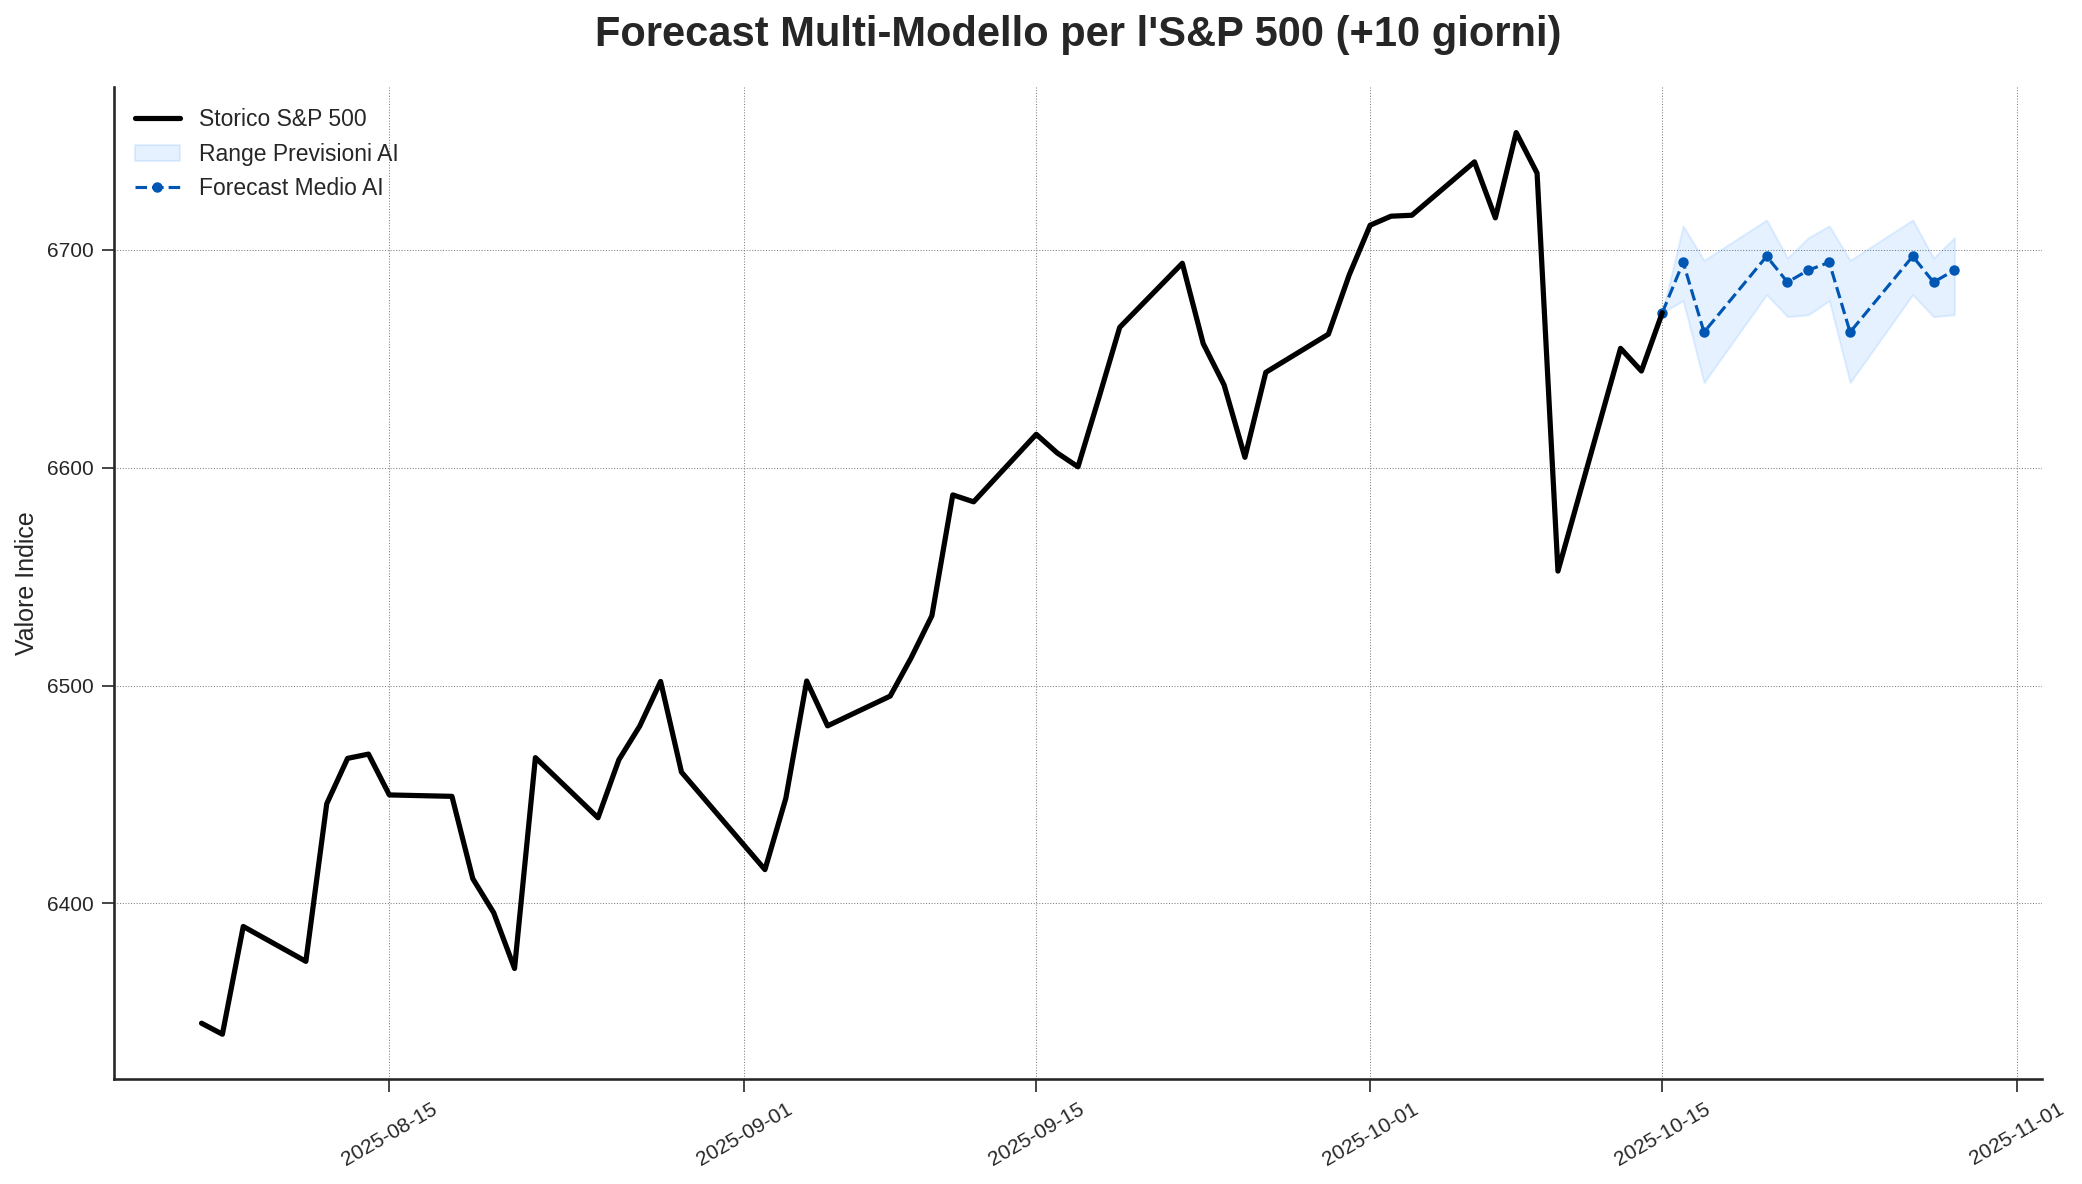 Forecast Multi-Modello per l'S&P 500 (+10 giorni)
Storico S&P 500
Range Previsioni AI
Forecast Medio AI
Valore Indice
6700
6600
6500
6400
2025-08-15
2025-09-01
2025-09-15
2025-10-01
2025-10-15
2025-11-01